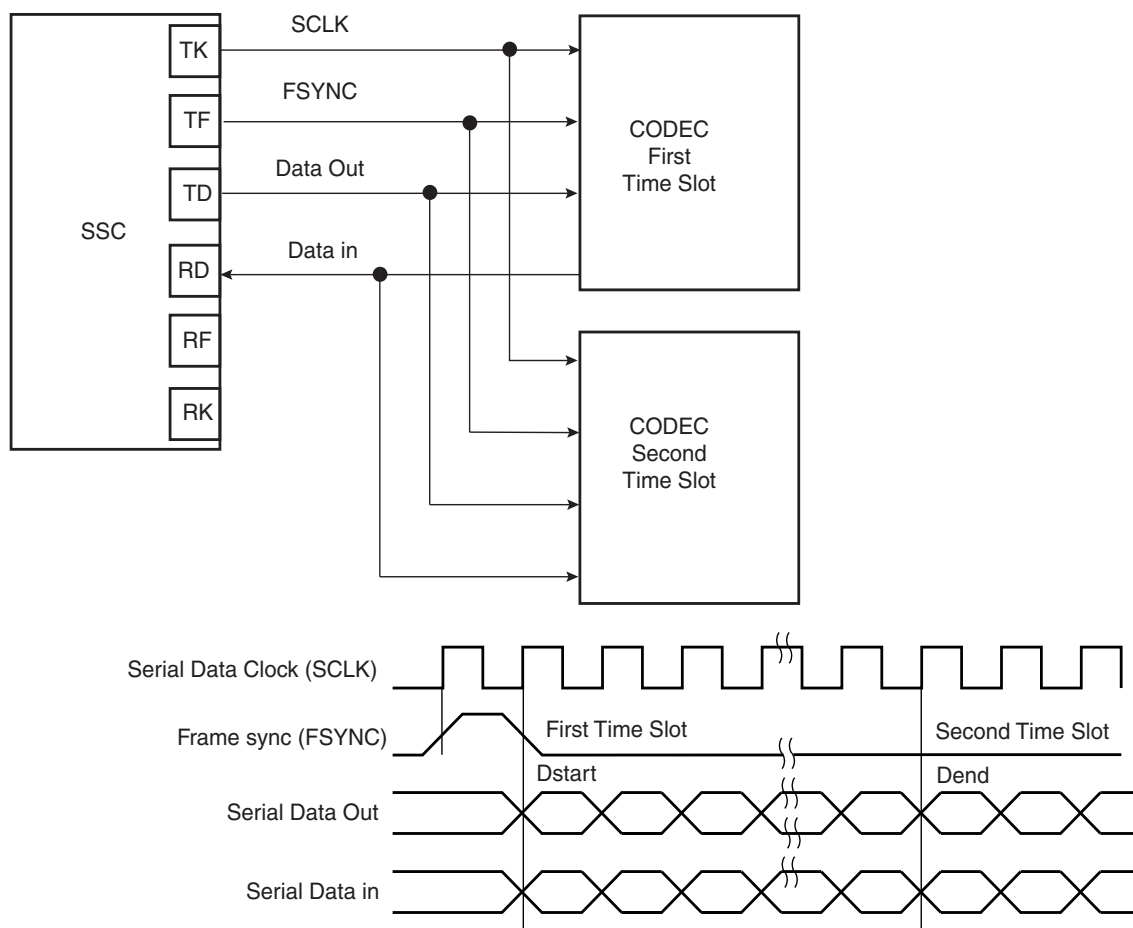 SCLK
TK
FSYNC
TF
CODEC
First
Time Slot
Data Out
TD
SSC
Data in
RD
RF
RK
CODEC
Second
Time Slot
Serial Data Clock (SCLK)
Frame sync (FSYNC)
First Time Slot
Second Time Slot
Dstart
Dend
Serial Data Out
Serial Data in